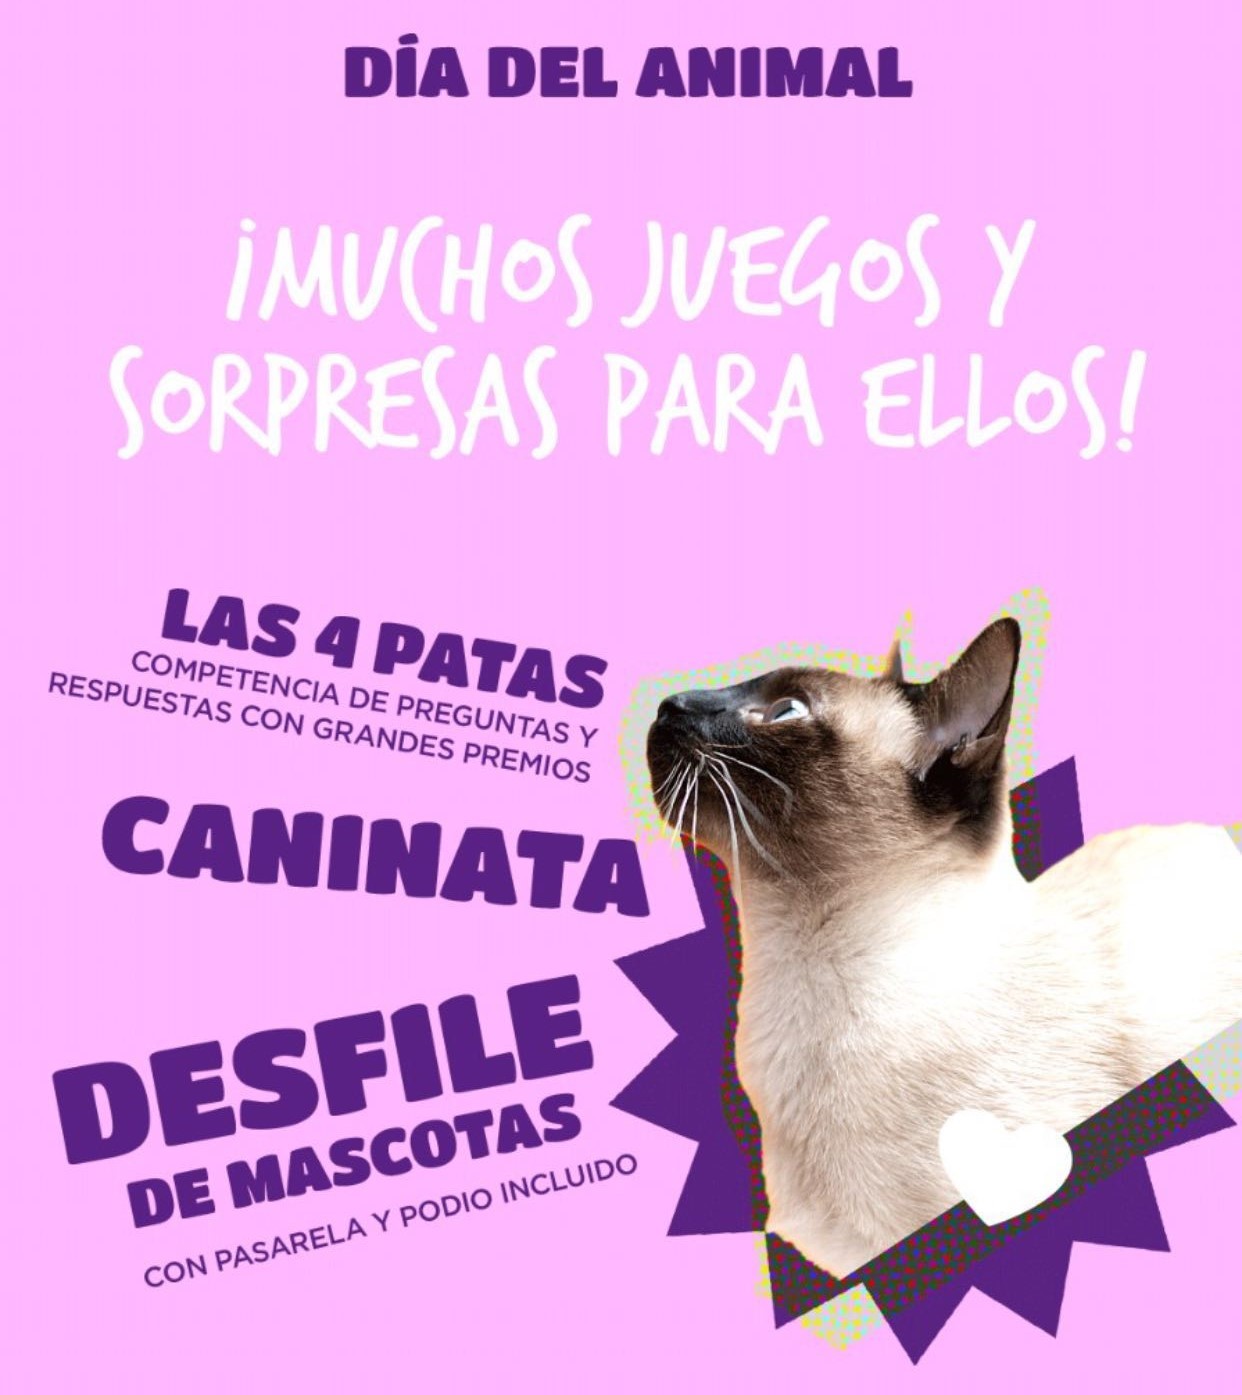 DÍA DEL ANIMAL
¡MUCHOS JUEGOS Y
SORPRESAS PARA ELLOS!
LAS 4 PATAS
COMPETENCIA DE PREGUNTAS Y
RESPUESTAS CON GRANDES PREMIOS
CANINATA
DESFILE
DE MASCOTAS
CON PASARELA Y PODIO INCLUIDO